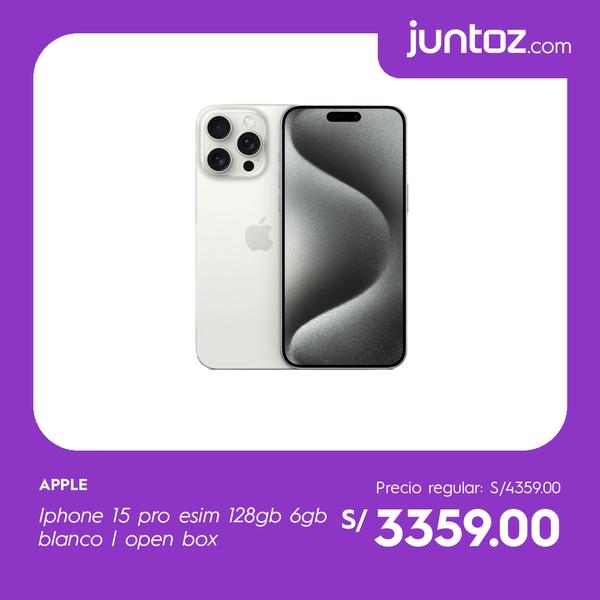 juntoz.com
APPLE
Precio regular: S/4359.00
Iphone 15 pro esim 128gb 6gb
blanco | open box
S/ 3359.00